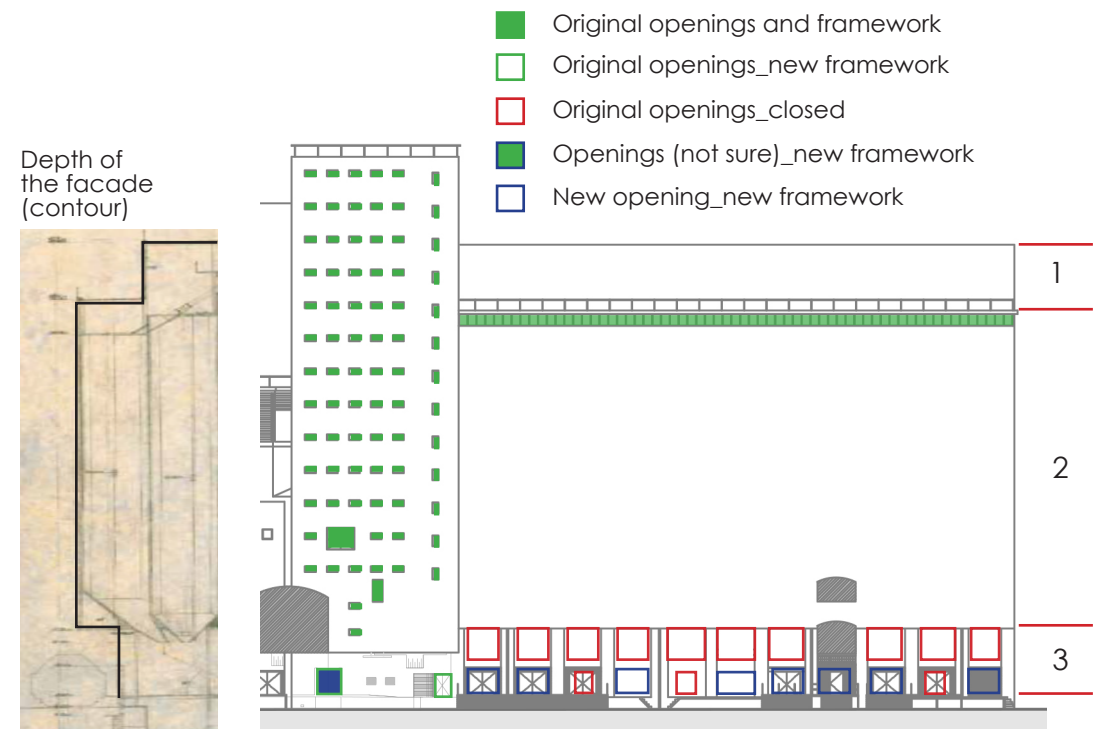 Original openings and framework
Original openings_new framework
Original openings_closed
Openings (not sure)_new framework
New opening_new framework
Depth of
the facade
(contour)
1
2
3